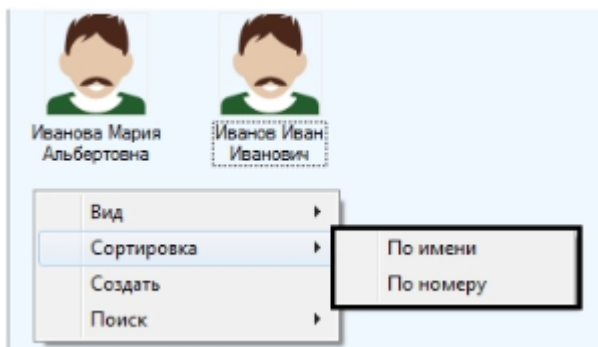 Иванова Мария
Альбертовна
Иванов Иван
Иванович
Вид
Сортировка
Создать
Поиск
По имени
По номеру